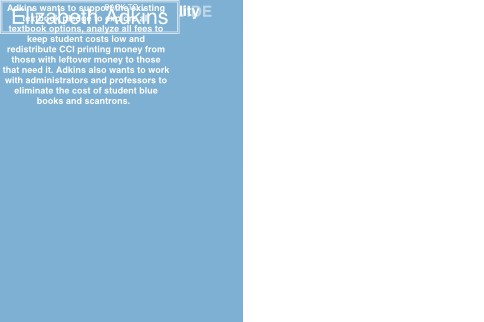 Elizabeth Adkins
lity
Adkins wants to support the existing
textbook options, analyze all fees to
keep student costs low and
redistribute CCI printing money from
those with leftover money to those
that need it. Adkins also wants to work
with administrators and professors to
eliminate the cost of student blue
books and scantrons.